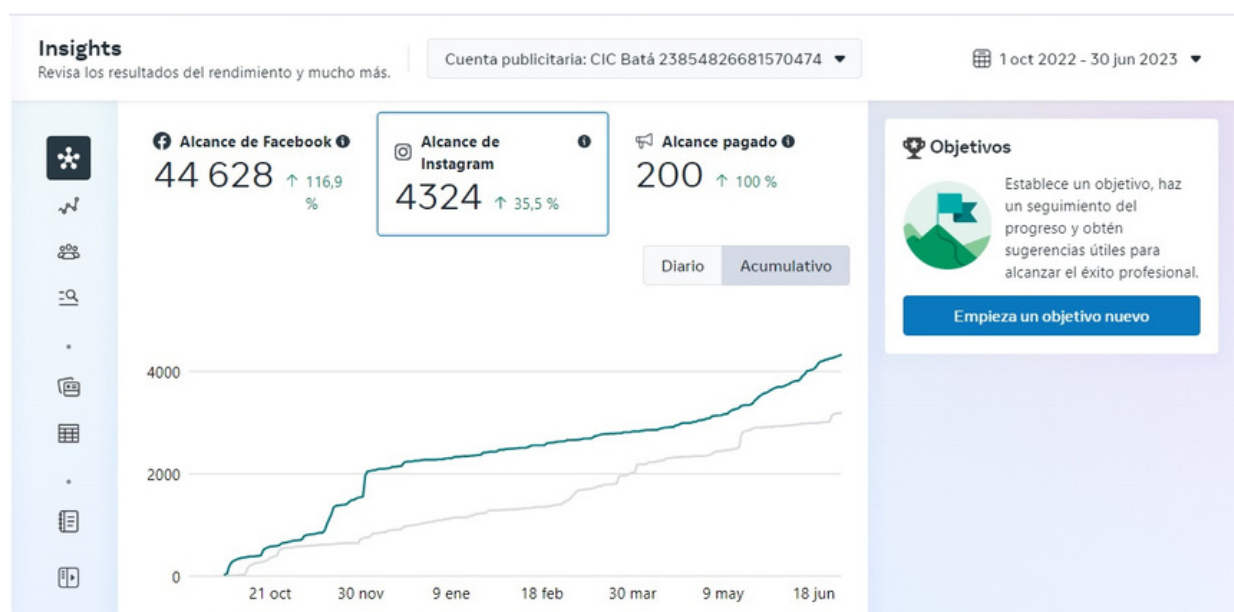 Insights
Revisa los resultados del rendimiento y mucho más.
Cuenta publicitaria: CIC Batá 23854826681570474
1 oct 2022 - 30 jun 2023
Alcance de Facebook
44 628 ↑ 116,9
%
Alcance de
Instagram
4324 ↑ 35,5 %
Alcance pagado
200 ↑ 100 %
Diario
Acumulativo
4000
2000
0
21 oct
30 nov
9 ene
18 feb
30 mar
9 may
18 jun
Objetivos
Establece un objetivo, haz
un seguimiento del
progreso y obtén
sugerencias útiles para
alcanzar el éxito profesional.
Empieza un objetivo nuevo